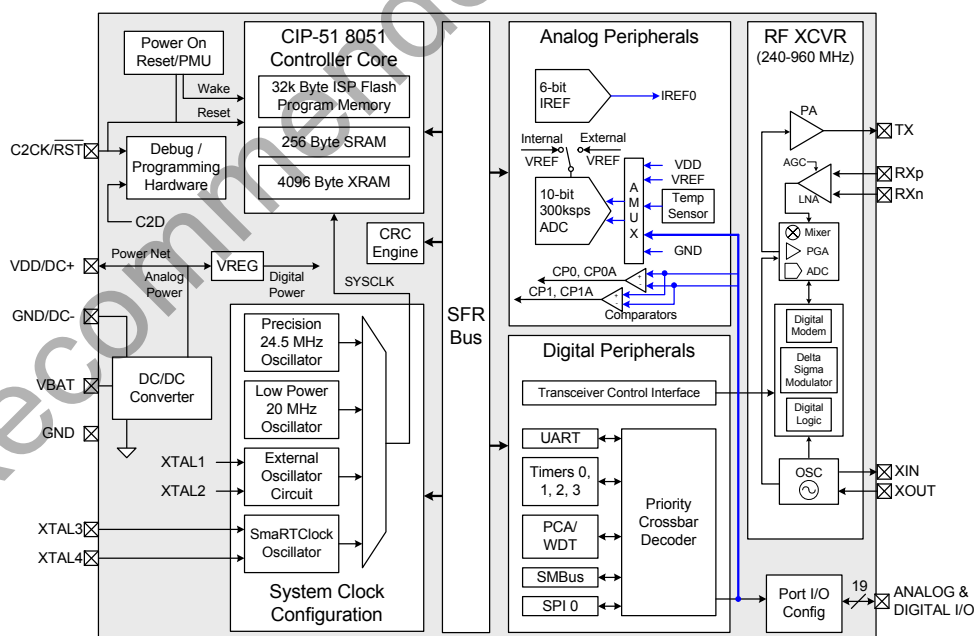 Power On
Reset/PMU
Wake
Reset
C2CK/RST
Debug /
Programming
Hardware
C2D
CIP-51 8051
Controller Core
32k Byte ISP Flash
Program Memory
256 Byte SRAM
4096 Byte XRAM
VDD/DC+
Power Net
Analog
Power
VREG
Digital
Power
SYSCLK
CRC
Engine
GND/DC-
VBAT
DC/DC
Converter
GND
Precision
24.5 MHz
Oscillator
Low Power
20 MHz
Oscillator
XTAL1
XTAL2
External
Oscillator
Circuit
XTAL3
XTAL4
SmaRTClock
Oscillator
System Clock
Configuration
SFR
Bus
Analog Peripherals
6-bit
IREF
IREF0
Internal
VREF
External
VREF
10-bit
300ksps
ADC
A
M
U
X
VDD
VREF
Temp
Sensor
GND
CP0, CP0A
+
-
CP1, CP1A
+
-
Comparators
Digital Peripherals
Transceiver Control Interface
UART
Timers 0,
1, 2, 3
PCA/
WDT
SMBus
SPI 0
Priority
Crossbar
Decoder
RF XCVR
(240-960 MHz)
PA
TX
AGC
LNA
RXp
RXn
Mixer
PGA
ADC
Digital
Modem
Delta
Sigma
Modulator
Digital
Logic
OSC
XIN
XOUT
Port I/O
Config
19
ANALOG &
DIGITAL I/O